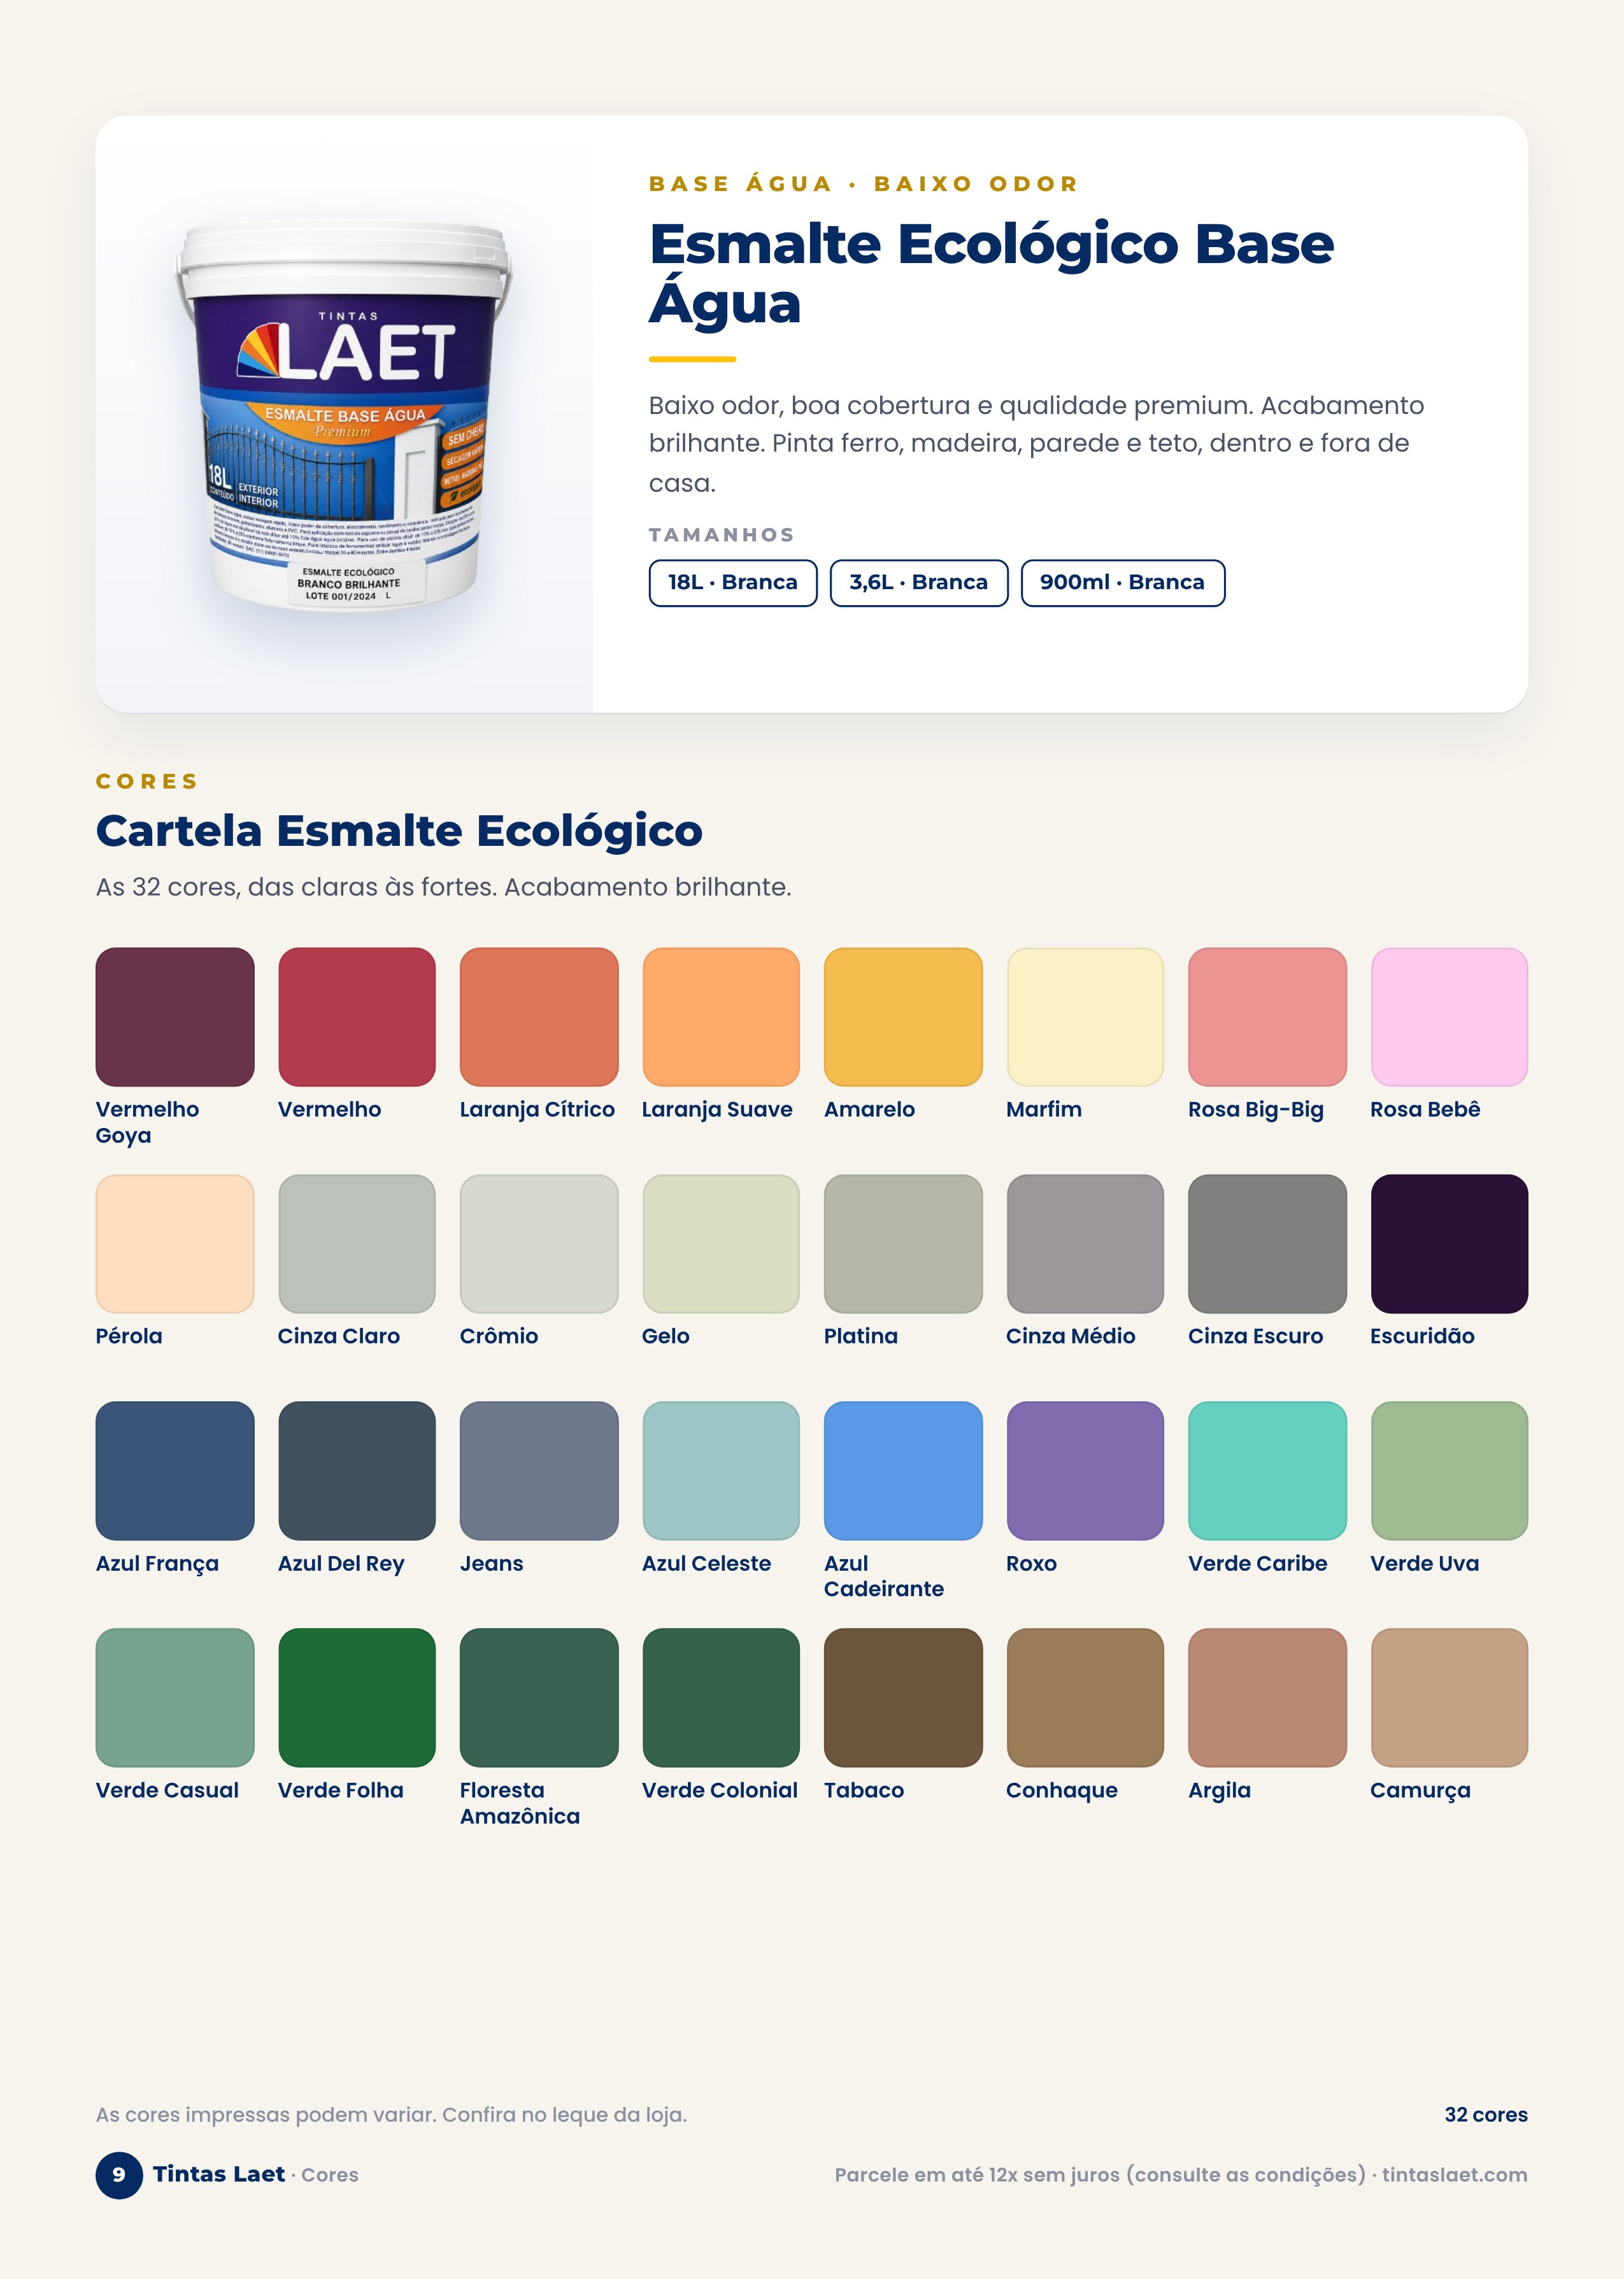 BASE ÁGUA · BAIXO ODOR
Esmalte Ecológico Base
Água
Baixo odor, boa cobertura e qualidade premium. Acabamento
brilhante. Pinta ferro, madeira, parede e teto, dentro e fora de
casa.
TAMANHOS
18L · Branca
3,6L · Branca
900ml · Branca
TINTAS
LAET
ESMALTE BASE ÁGUA
Premium
18L
EXTERIOR
INTERIOR
ESMALTE ECOLÓGICO
BRANCO BRILHANTE
LOTE 001/2024 L
CORES
Cartela Esmalte Ecológico
As 32 cores, das claras às fortes. Acabamento brilhante.
Vermelho
Goya
Vermelho
Laranja Cítrico
Laranja Suave
Amarelo
Marfim
Rosa Big-Big
Rosa Bebê
Pérola
Cinza Claro
Crômio
Gelo
Platina
Cinza Médio
Cinza Escuro
Escuridão
Azul França
Azul Del Rey
Jeans
Azul Celeste
Azul
Cadeirante
Roxo
Verde Caribe
Verde Uva
Verde Casual
Verde Folha
Floresta
Amazônica
Verde Colonial
Tabaco
Conhaque
Argila
Camurça
As cores impressas podem variar. Confira no leque da loja.
32 cores
9 Tintas Laet · Cores
Parcele em até 12x sem juros (consulte as condições) · tintaslaet.com